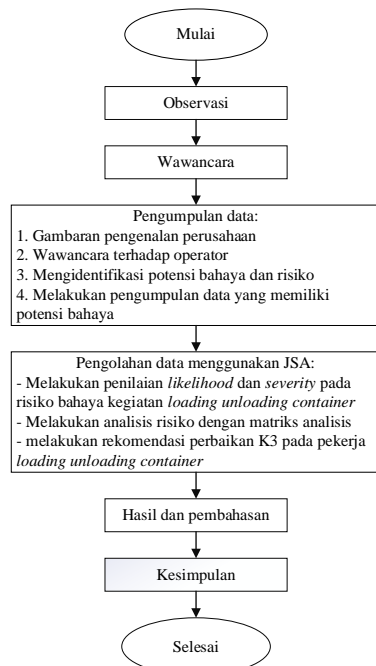 Mulai
Observasi
Wawancara
Pengumpulan data:
1. Gambaran pengenalan perusahaan
2. Wawancara terhadap operator
3. Mengidentifikasi potensi bahaya dan risiko
4. Melakukan pengumpulan data yang memiliki
potensi bahaya
Pengolahan data menggunakan JSA:
- Melakukan penilaian likelihood dan severity pada
risiko bahaya kegiatan loading unloading container
- Melakukan analisis risiko dengan matriks analisis
- melakukan rekomendasi perbaikan K3 pada pekerja
loading unloading container
Hasil dan pembahasan
Kesimpulan
Selesai